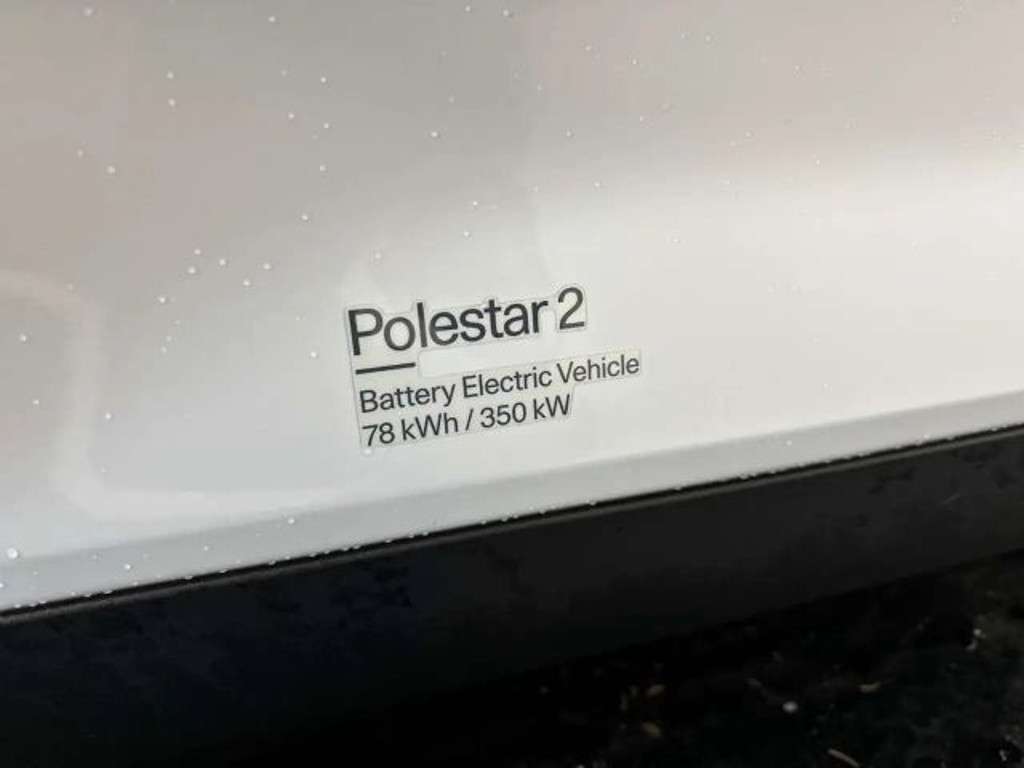 Polestar 2
Battery Electric Vehicle
78 kWh / 350 kW